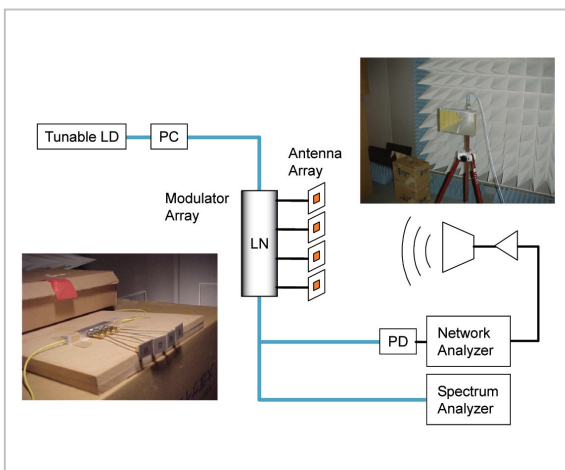 Tunable LD
PC
Antenna
Array
Modulator
Array
LN
PD
Network
Analyzer
Spectrum
Analyzer